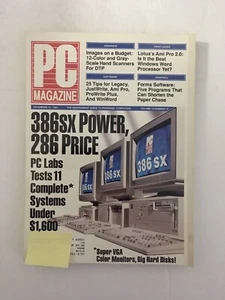 PC
MAGAZINE
Images on a Budget:
12-Color and Gray-
Scale Hand Scanners
For DTP
Lotus's Ami Pro 2.0:
Is It the Best
Windows Word
Processor Yet?
25 Tips for Legacy,
JustWrite, Ami Pro,
ProWrite Plus,
And WinWord
Forms Software:
Five Programs That
Can Shorten the
Paper Chase
386SX POWER,
286 PRICE
PC Labs
Tests 11
Complete*
Systems
Under
$1,600
386 SX
386 SX
*Super VGA
Color Monitors, Big Hard Disks!